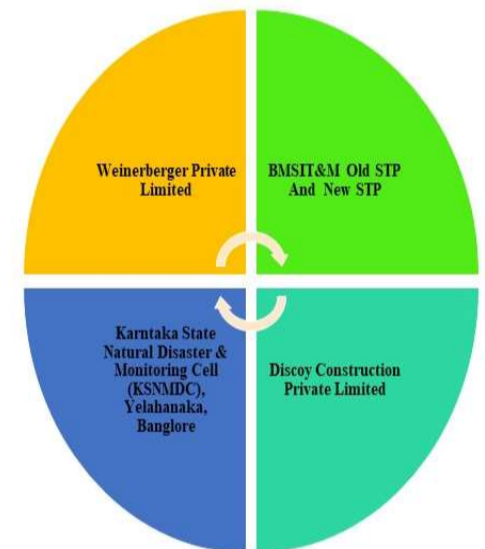 Weinerberger Private
Limited
BMSIT&M Old STP
And New STP
Karntaka State
Natural Disaster &
Monitoring Cell
(KSNMDC),
Yelahanaka,
Banglore
Discoy Construction
Private Limited